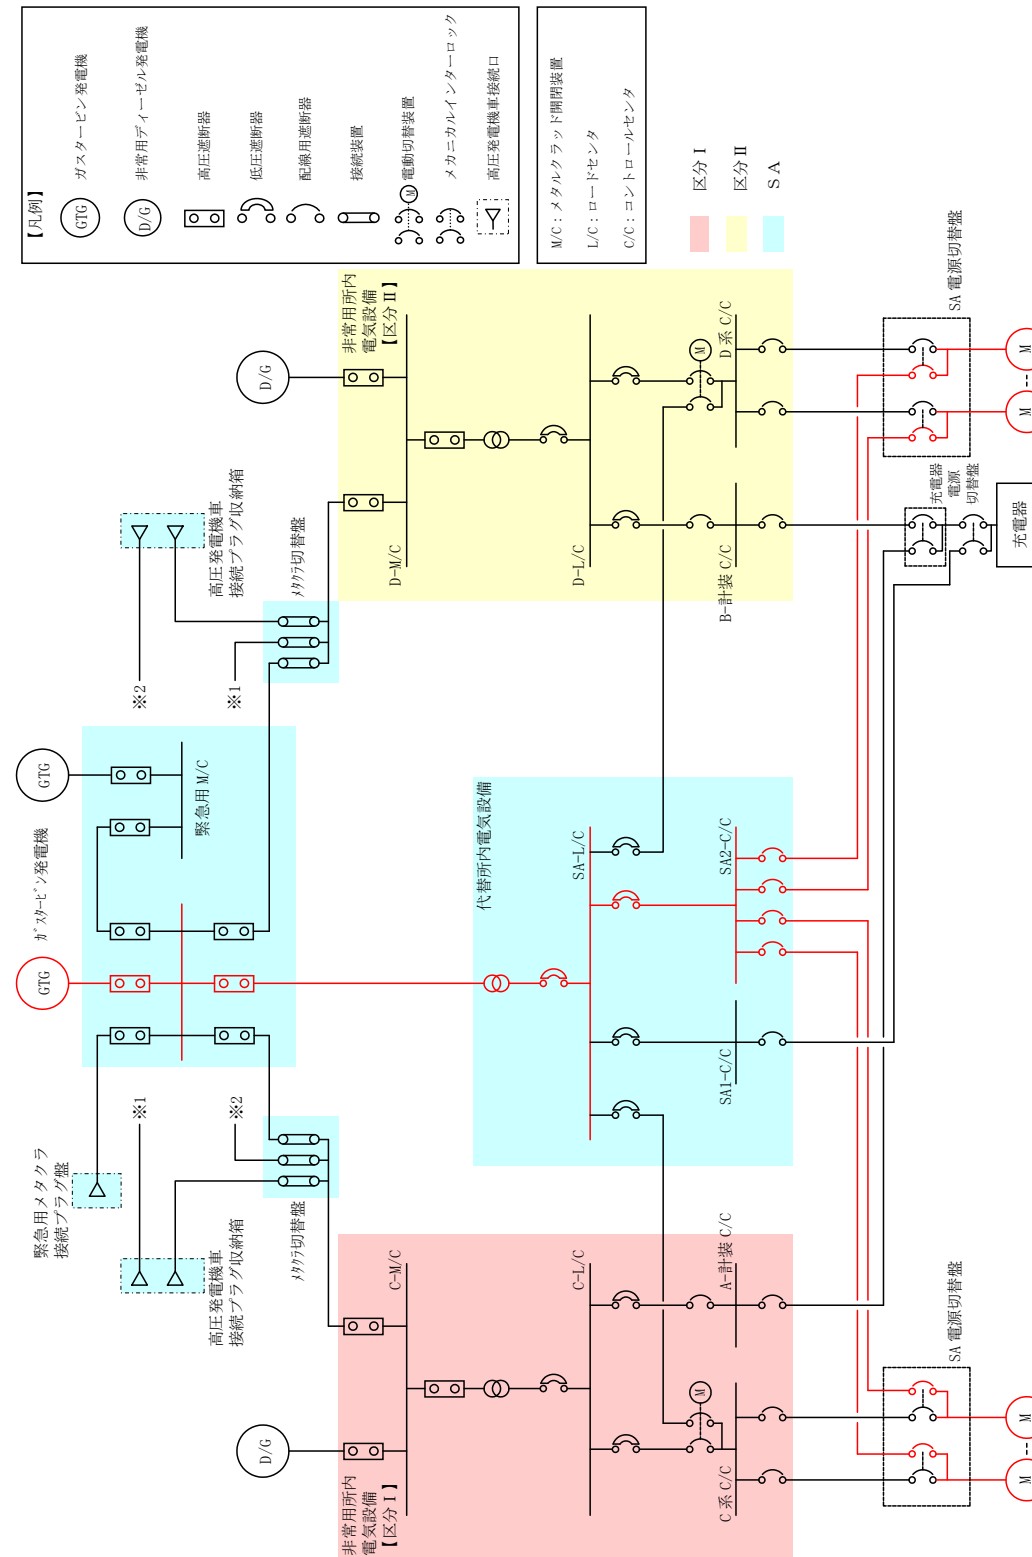 【凡例】
GTG
ガスタービン発電機
D/G
非常用ディーゼル発電機
高圧遮断器
低圧遮断器
配線用遮断器
接続装置
M
電動切替装置
メカニカルインターロック
高圧発電機車接続口
M/C：メタルクラッド開閉装置
L/C：ロードセンタ
C/C：コントロールセンタ
区分Ⅰ
区分Ⅱ
ＳＡ
緊急用メタクラ
接続プラグ盤
高圧発電機車
接続プラグ収納箱
※1
※2
ﾒﾀｸﾗ切替盤
GTG
ｶﾞｽﾀｰﾋﾞﾝ発電機
GTG
緊急用 M/C
高圧発電機車
接続プラグ収納箱
※2
※1
ﾒﾀｸﾗ切替盤
D/G
非常用所内
電気設備
【区分Ⅰ】
C-M/C
C-L/C
M
C系 C/C
A-計装 C/C
代替所内電気設備
SA-L/C
SA1-C/C
SA2-C/C
D/G
非常用所内
電気設備
【区分Ⅱ】
D-M/C
D-L/C
M
B-計装 C/C
D系 C/C
SA 電源切替盤
M
M
充電器
電源
切替盤
充電器
SA 電源切替盤
M
M